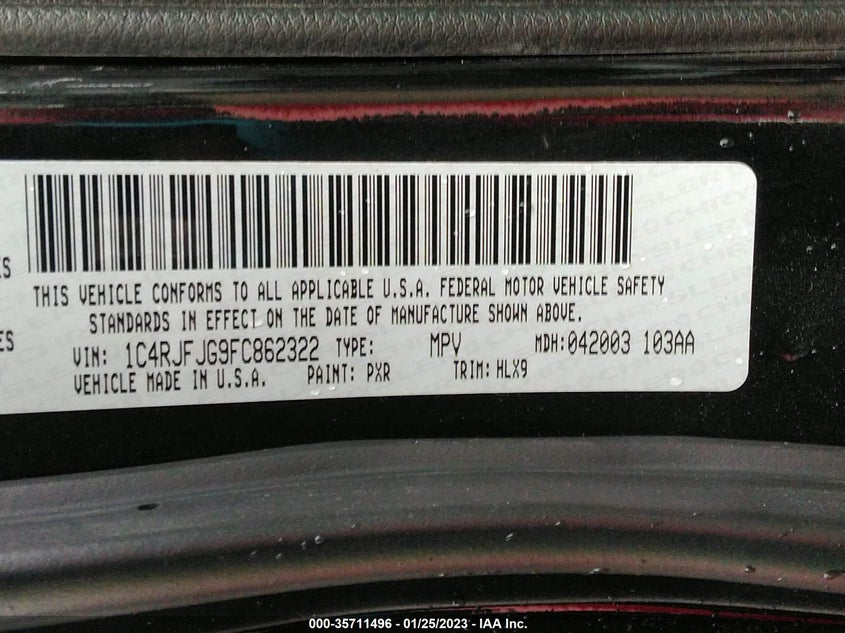 ES
THIS VEHICLE CONFORMS TO ALL APPLICABLE U.S.A. FEDERAL MOTOR VEHICLE SAFETY
STANDARDS IN EFFECT ON THE DATE OF MANUFACTURE SHOWN ABOVE.
ES
VIN: 1C4RJFJG9FC862322 TYPE: MPV MDH:042003 103AA
VEHICLE MADE IN U.S.A. PAINT: PXR TRIM:HLX9
000-35711496 - 01/25/2023 - IAA Inc.